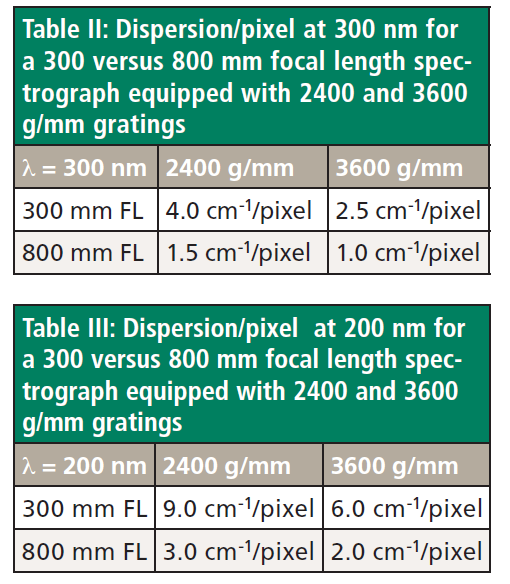 Table II: Dispersion/pixel at 300 nm for
a 300 versus 800 mm focal length spec-
trograph equipped with 2400 and 3600
g/mm gratings
λ = 300 nm 2400 g/mm 3600 g/mm
300 mm FL 4.0 cm⁻¹/pixel 2.5 cm⁻¹/pixel
800 mm FL 1.5 cm⁻¹/pixel 1.0 cm⁻¹/pixel
Table III: Dispersion/pixel at 200 nm for
a 300 versus 800 mm focal length spec-
trograph equipped with 2400 and 3600
g/mm gratings
λ = 200 nm 2400 g/mm 3600 g/mm
300 mm FL 9.0 cm⁻¹/pixel 6.0 cm⁻¹/pixel
800 mm FL 3.0 cm⁻¹/pixel 2.0 cm⁻¹/pixel